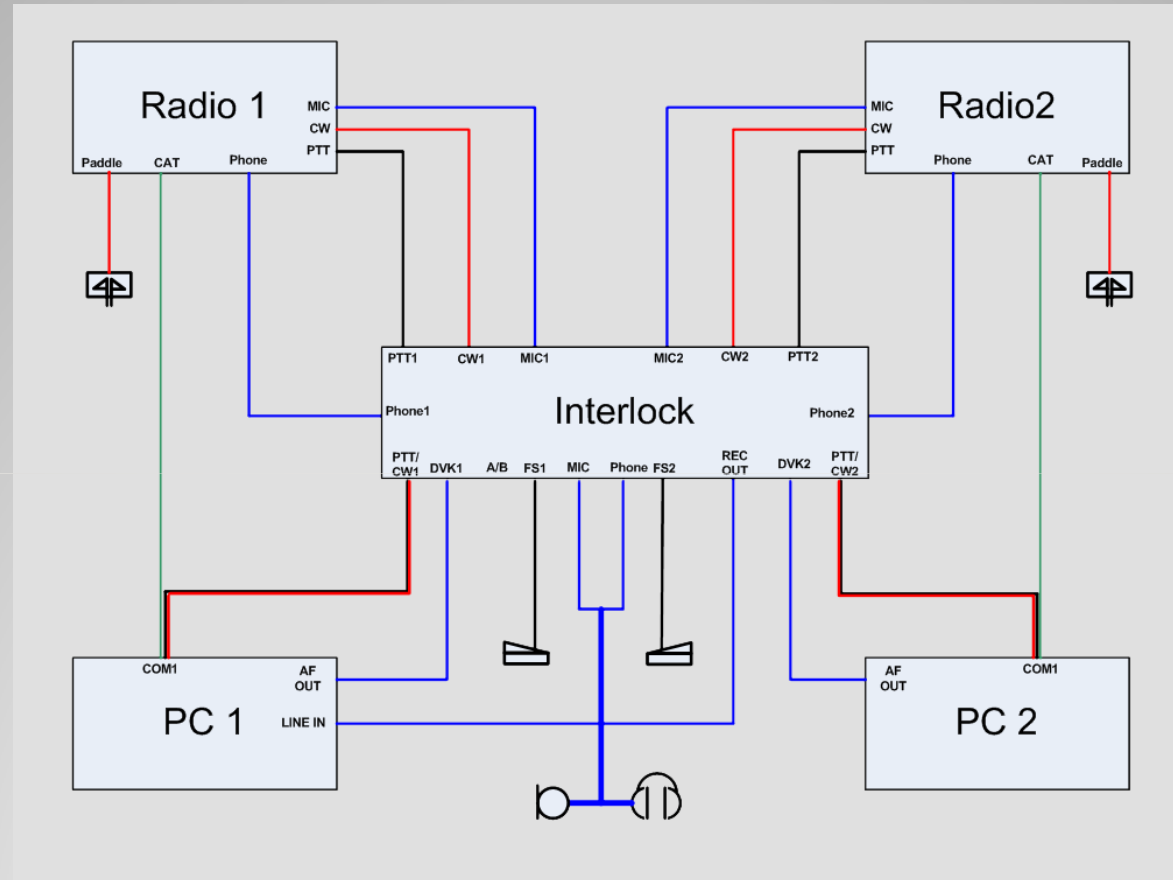 Radio 1
MIC
CW
PTT
Paddle
CAT
Phone
Radio2
MIC
CW
PTT
Phone
CAT
Paddle
PTT1
CW1
MIC1
MIC2
CW2
PTT2
Phone1
Interlock
Phone2
PTT/
CW1
DVK1
A/B
FS1
MIC
Phone
FS2
REC
OUT
DVK2
PTT/
CW2
COM1
AF
OUT
PC 1
LINE IN
AF
OUT
COM1
PC 2